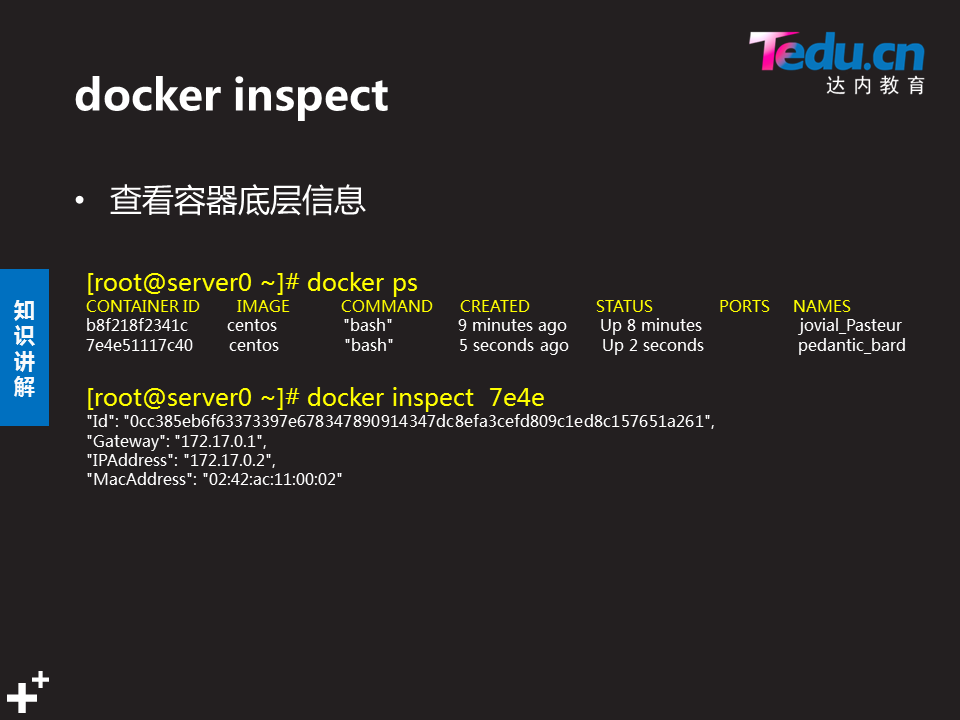 Tedu.cn
达内教育
docker inspect
• 查看容器底层信息
[root@server0 ~]# docker ps
CONTAINER ID IMAGE COMMAND CREATED STATUS PORTS NAMES
b8f218f2341c centos "bash" 9 minutes ago Up 8 minutes jovial_Pasteur
7e4e51117c40 centos "bash" 5 seconds ago Up 2 seconds pedantic_bard
知识讲解
[root@server0 ~]# docker inspect 7e4e
"Id": "0cc385eb6f63373397e678347890914347dc8efa3cefd809c1ed8c157651a261",
"Gateway": "172.17.0.1",
"IPAddress": "172.17.0.2",
"MacAddress": "02:42:ac:11:00:02"